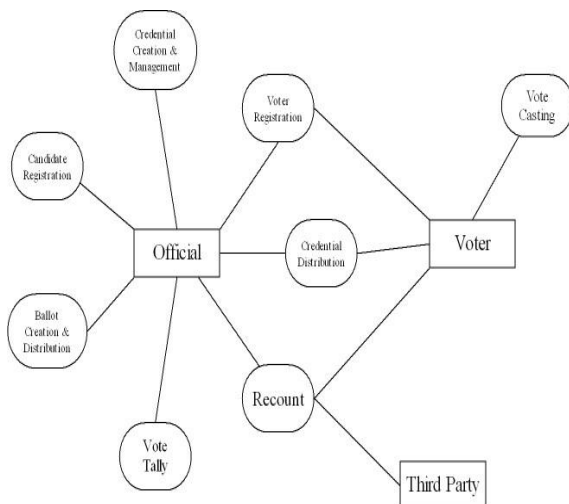 Credential
Creation &
Management
Voter
Registration
Vote
Casting
Candidate
Registration
Official
Credential
Distribution
Voter
Ballot
Creation &
Distribution
Recount
Vote
Tally
Third Party